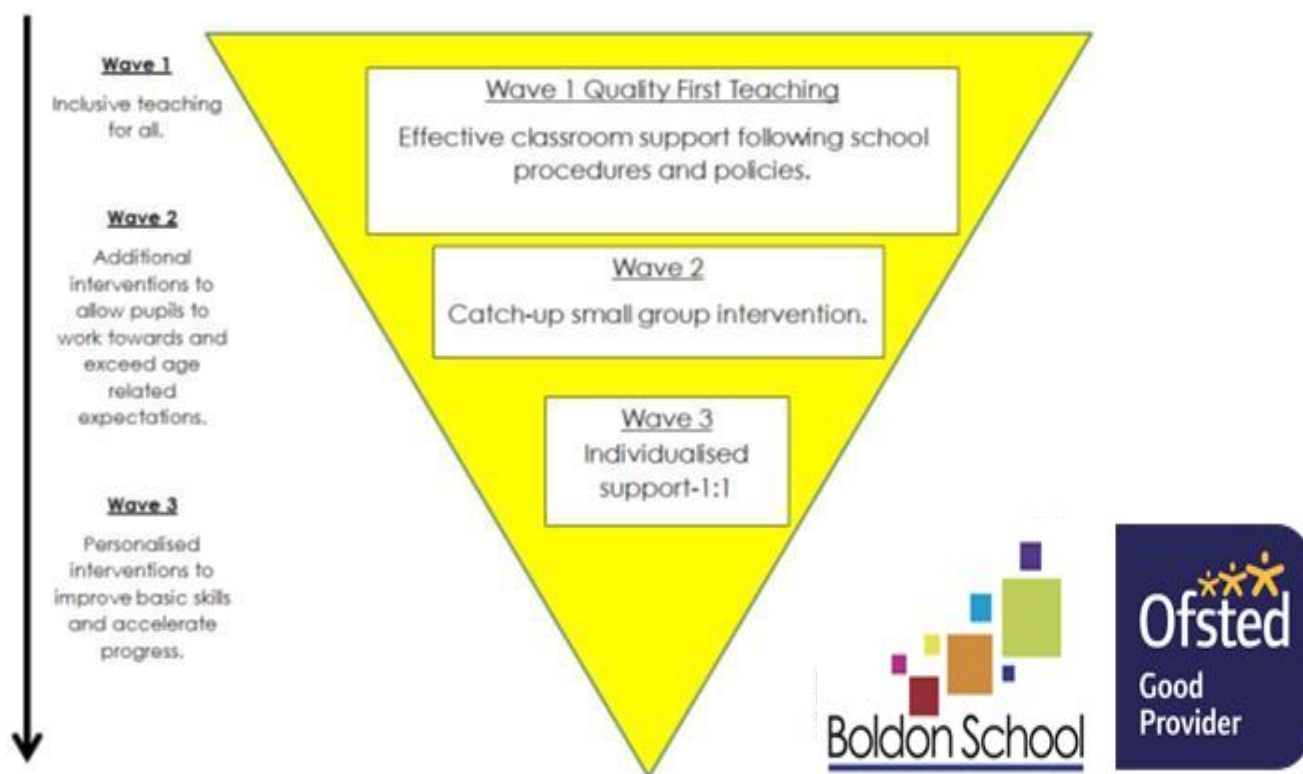 Wave 1
Inclusive teaching
for all.
Wave 2
Additional
interventions to
allow pupils to
work towards and
exceed age
related
expectations.
Wave 3
Personalised
interventions to
improve basic skills
and accelerate
progress.
Wave 1 Quality First Teaching
Effective classroom support following school
procedures and policies.
Wave 2
Catch-up small group intervention.
Wave 3
Individualised
support-1:1
Boldon School
Ofsted
Good
Provider